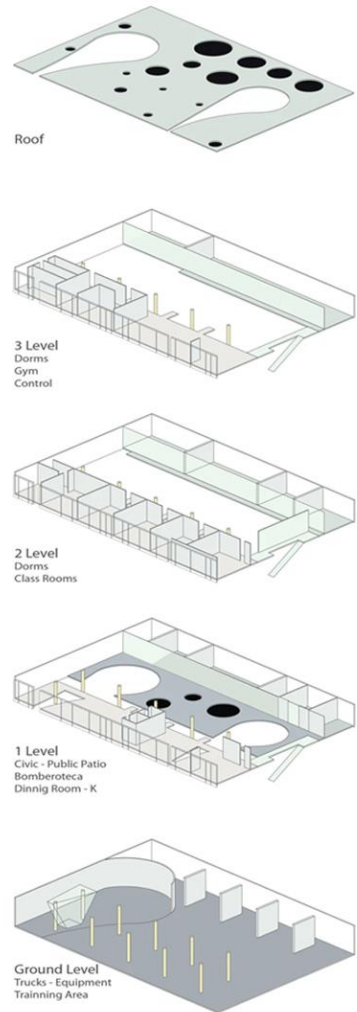 Roof
3 Level
Dorms
Gym
Control
2 Level
Dorms
Class Rooms
1 Level
Civic - Public Patio
Bomberoteca
Dinnig Room - K
Ground Level
Trucks - Equipment
Trainning Area